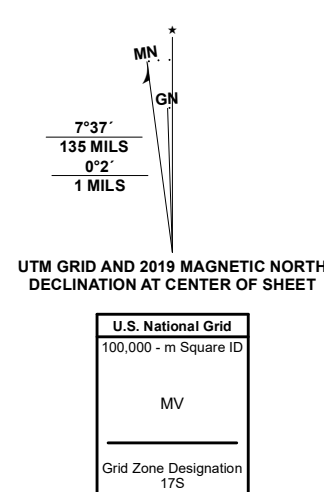 ★
MN
GN
7°37´
135 MILS
0°2´
1 MILS
UTM GRID AND 2019 MAGNETIC NORTH
DECLINATION AT CENTER OF SHEET
U.S. National Grid
100,000 - m Square ID
MV
Grid Zone Designation
17S